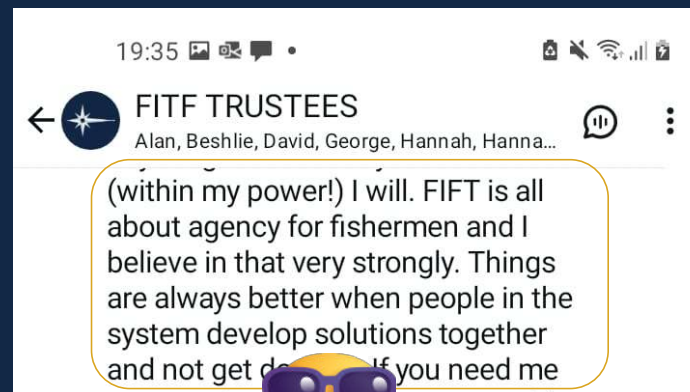 19:35
FITF TRUSTEES
Alan, Beshlie, David, George, Hannah, Hanna...
(within my power!) I will. FIFT is all
about agency for fishermen and I
believe in that very strongly. Things
are always better when people in the
system develop solutions together
and not get If you need me